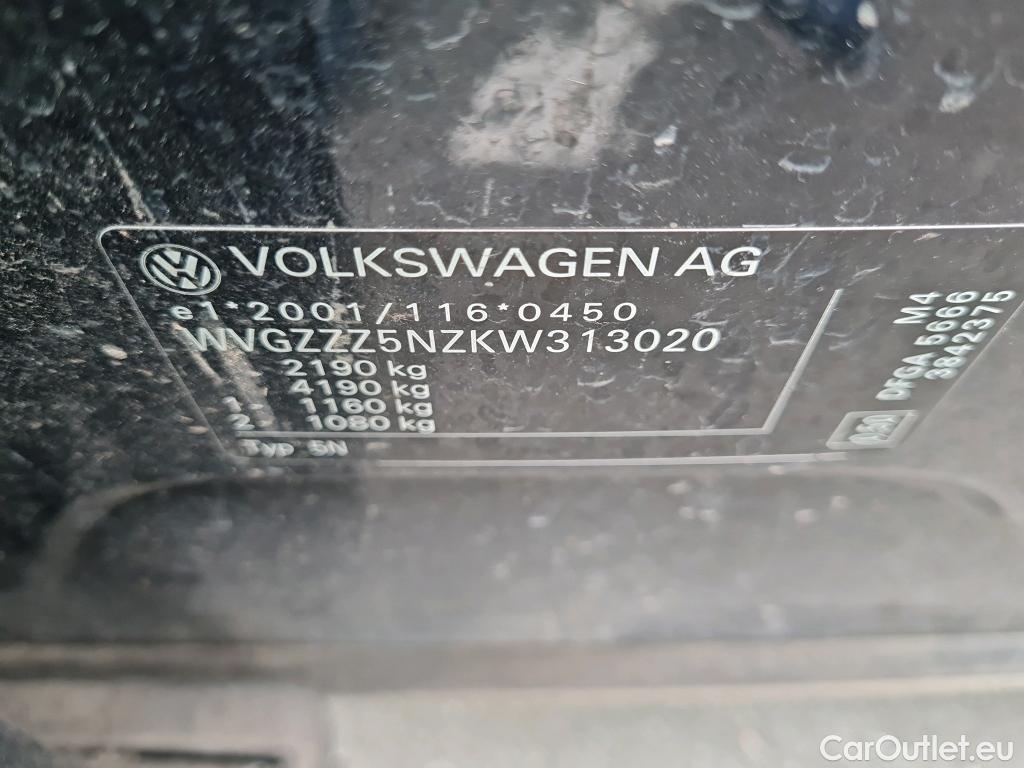 VOLKSWAGEN AG
e1*2001/116*0450
WVGZZZ5NZKW313020
2190 kg
4190 kg
1- 1160 kg
2- 1080 kg
Typ 5N
M4
DFGA 5666
3842375
CarOutlet.eu